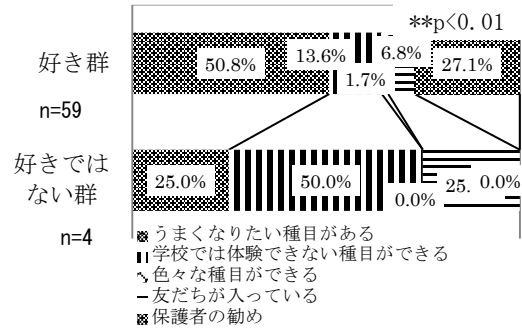 **p<0.01
好き群
50.8%
13.6%
1.7%
6.8%
27.1%
n=59
好きでは
ない群
25.0%
50.0%
0.0%
25.
0.0%
n=4
うまくなりたい種目がある
学校では体験できない種目ができる
色々な種目ができる
友だちが入っている
保護者の勧め